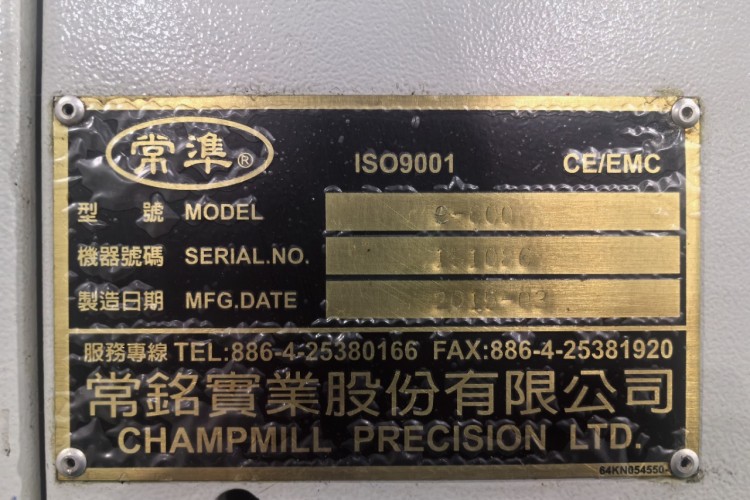 常準®
ISO9001 CE/EMC
型號 MODEL
機器號碼 SERIAL.NO.
製造日期 MFG.DATE
服務專線 TEL:886-4-25380166 FAX:886-4-25381920
常銘實業股份有限公司
CHAMPMILL PRECISION LTD.